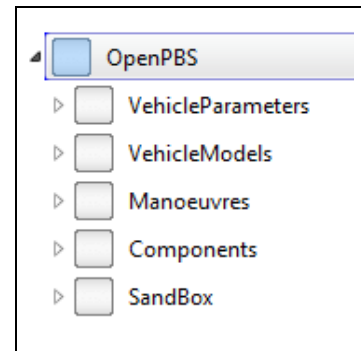 OpenPBS
VehicleParameters
VehicleModels
Manoeuvres
Components
SandBox